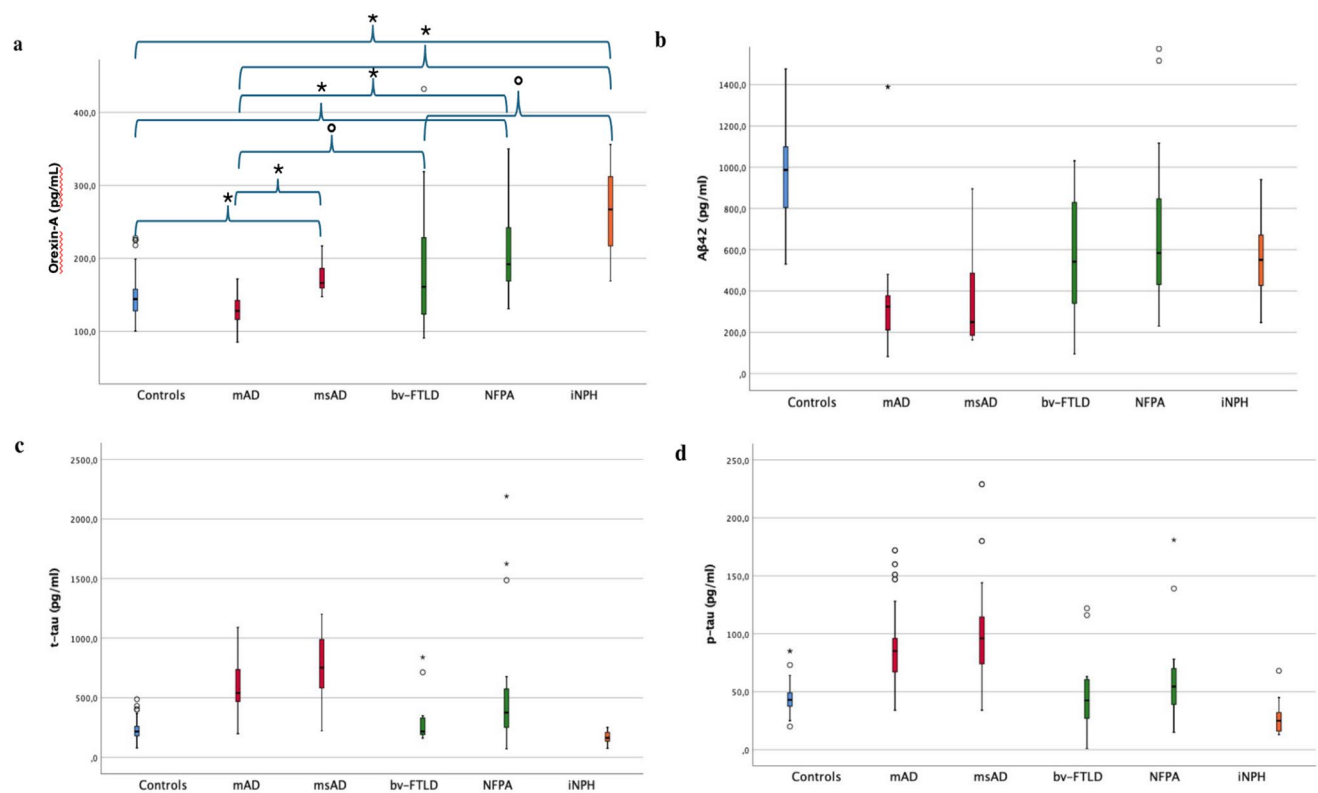 a
Orexin-A (pg/mL)
400,0
300,0
200,0
100,0
Controls mAD msAD bv-FTLD NFPA iNPH
b
Aβ42 (pg/ml)
1400,0
1200,0
1000,0
800,0
600,0
400,0
200,0
,0
Controls mAD msAD bv-FTLD NFPA iNPH
c
t-tau (pg/ml)
2500,0
2000,0
1500,0
1000,0
500,0
,0
Controls mAD msAD bv-FTLD NFPA iNPH
d
p-tau (pg/ml)
250,0
200,0
150,0
100,0
50,0
,0
Controls mAD msAD bv-FTLD NFPA iNPH